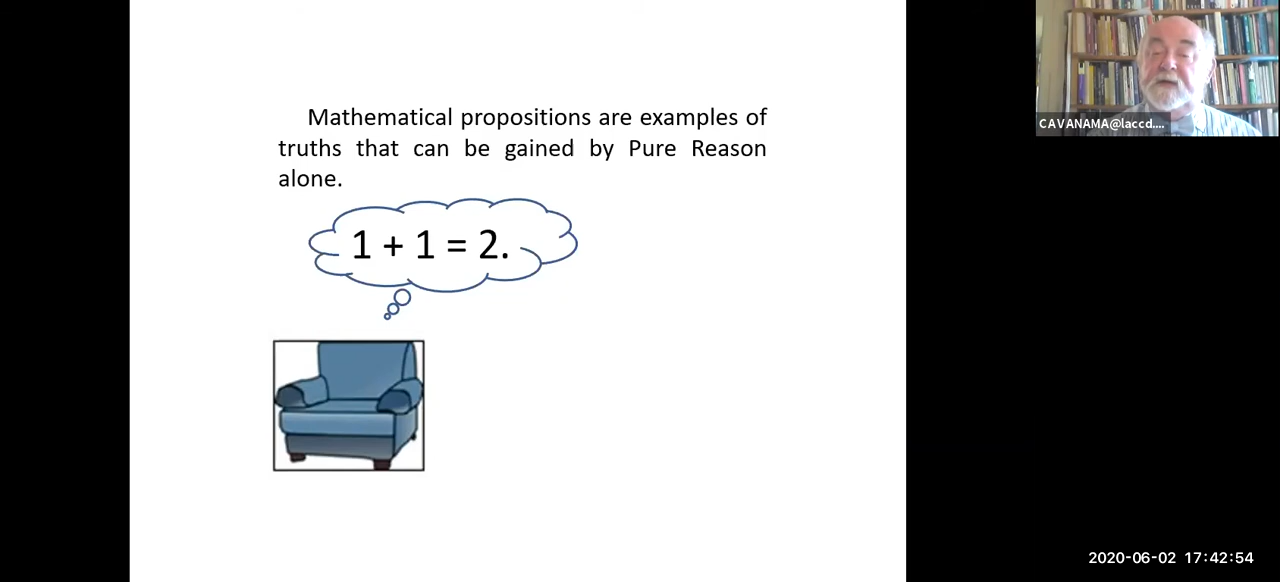 Mathematical propositions are examples of
truths that can be gained by Pure Reason
alone.
1 + 1 = 2.
CAVANAMA@laccd....
2020-06-02 17:42:54